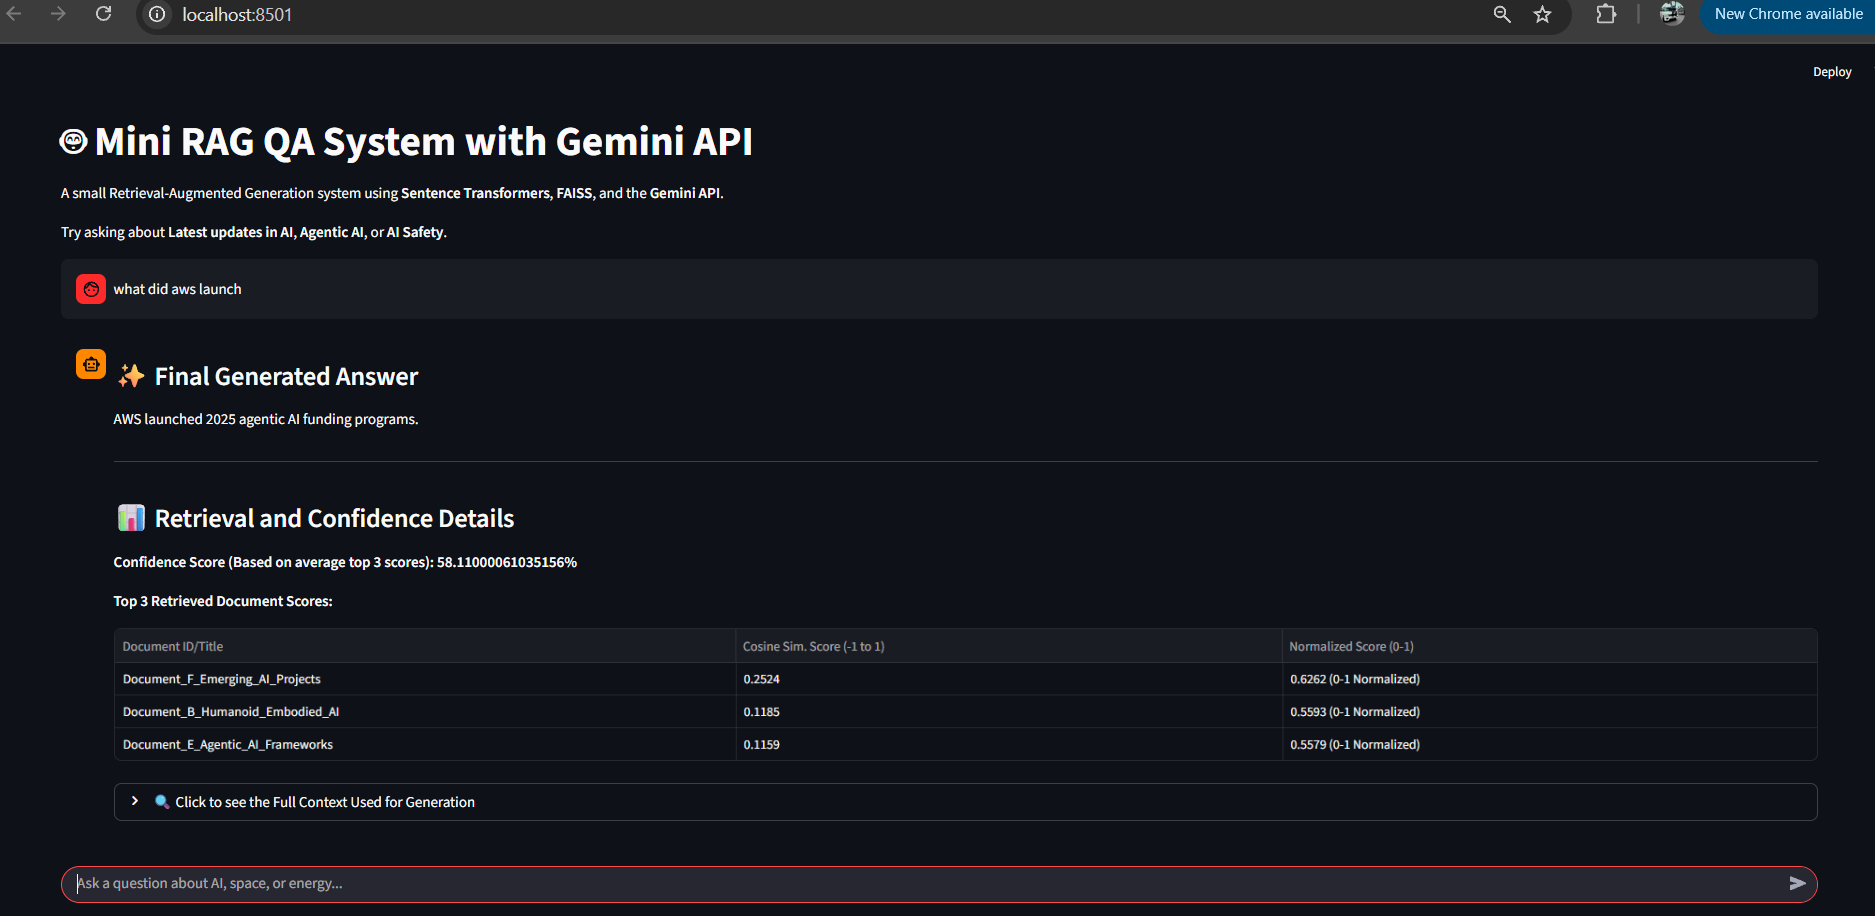 localhost:8501
New Chrome available
Deploy
Mini RAG QA System with Gemini API
A small Retrieval-Augmented Generation system using Sentence Transformers, FAISS, and the Gemini API.
Try asking about Latest updates in AI, Agentic AI, or AI Safety.
what did aws launch
✨ Final Generated Answer
AWS launched 2025 agentic AI funding programs.
📊 Retrieval and Confidence Details
Confidence Score (Based on average top 3 scores): 58.11000061035156%
Top 3 Retrieved Document Scores:
Document ID/Title Cosine Sim. Score (-1 to 1) Normalized Score (0-1)
Document_F_Emerging_AI_Projects 0.2524 0.6262 (0-1 Normalized)
Document_B_Humanoid_Embodied_AI 0.1185 0.5593 (0-1 Normalized)
Document_E_Agentic_AI_Frameworks 0.1159 0.5579 (0-1 Normalized)
🔍 Click to see the Full Context Used for Generation
Ask a question about AI, space, or energy...